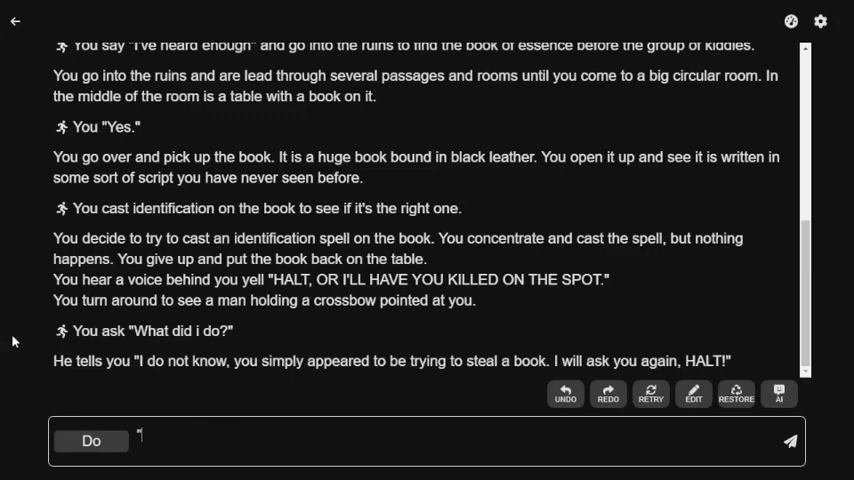 You say "I've heard enough" and go into the ruins to find the book of essence before the group of kiddies.
You go into the ruins and are lead through several passages and rooms until you come to a big circular room. In
the middle of the room is a table with a book on it.
You "Yes."
You go over and pick up the book. It is a huge book bound in black leather. You open it up and see it is written in
some sort of script you have never seen before.
You cast identification on the book to see if it's the right one.
You decide to try to cast an identification spell on the book. You concentrate and cast the spell, but nothing
happens. You give up and put the book back on the table.
You hear a voice behind you yell "HALT, OR I'LL HAVE YOU KILLED ON THE SPOT."
You turn around to see a man holding a crossbow pointed at you.
You ask "What did i do?"
He tells you "I do not know, you simply appeared to be trying to steal a book. I will ask you again, HALT!"
UNDO REDO RETRY EDIT RESTORE AI
Do "